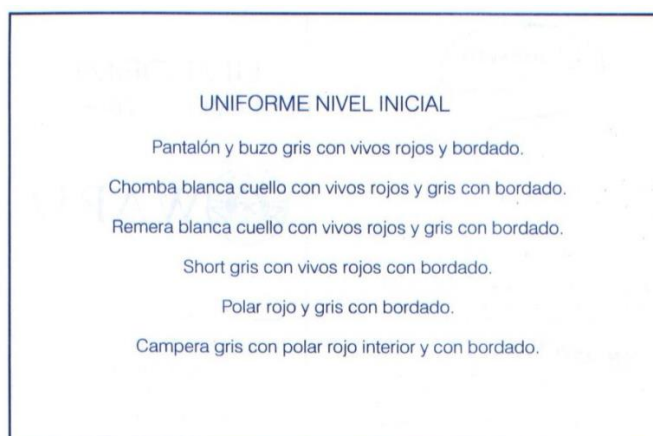 UNIFORME NIVEL INICIAL
Pantalón y buzo gris con vivos rojos y bordado.
Chomba blanca cuello con vivos rojos y gris con bordado.
Remera blanca cuello con vivos rojos y gris con bordado.
Short gris con vivos rojos con bordado.
Polar rojo y gris con bordado.
Campera gris con polar rojo interior y con bordado.